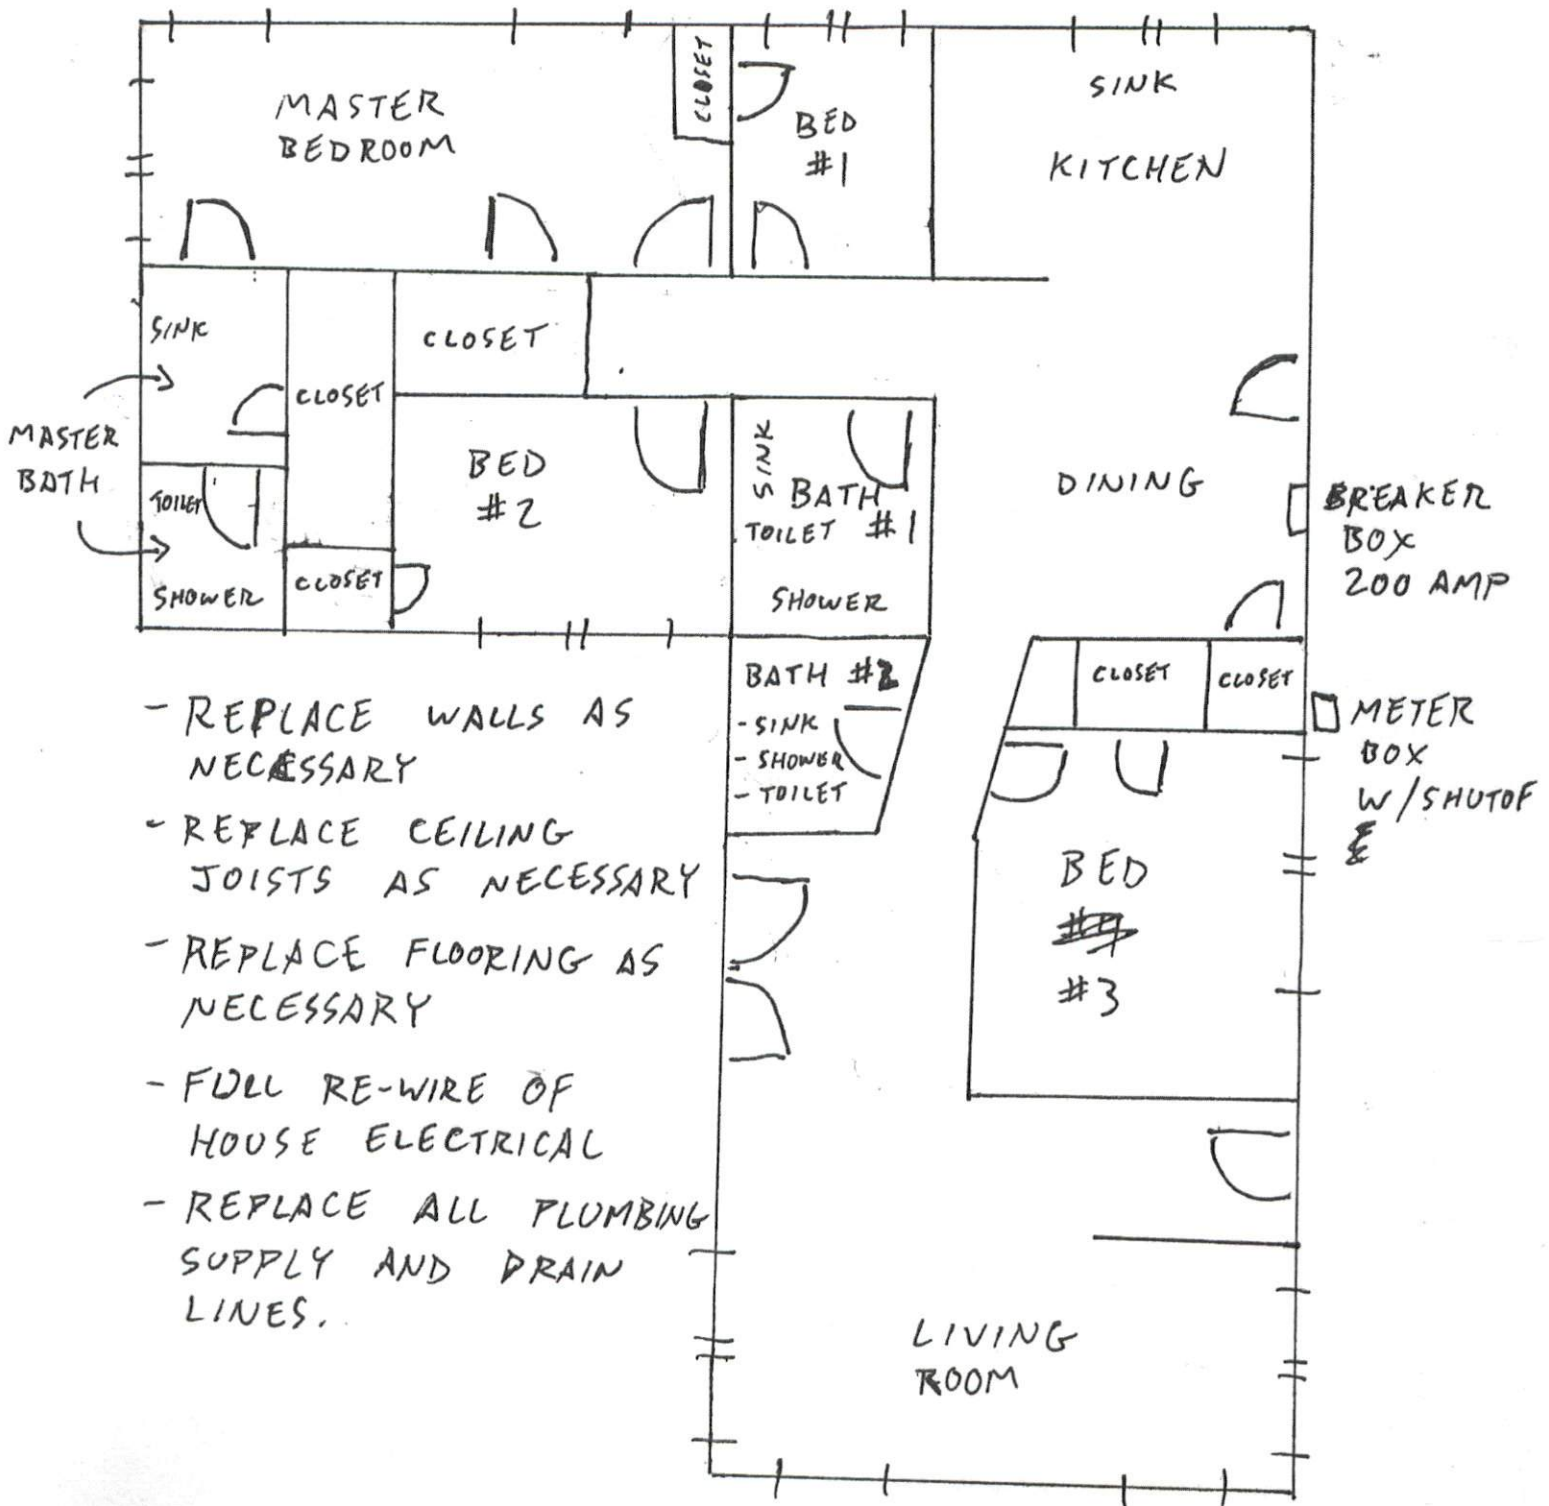 CLOSET
MASTER
BEDROOM
BED
#1
SINK
KITCHEN
SINK
CLOSET
CLOSET
MASTER
BATH
TOILET
SHOWER
CLOSET
BED
#2
SINK
BATH
TOILET #1
SHOWER
DINING
BREAKER
BOX
200 AMP
BATH #2
- SINK
- SHOWER
- TOILET
CLOSET
CLOSET
METER
BOX
W/SHUTOF
F
BED
#3
- REPLACE WALLS AS
NECESSARY
- REPLACE CEILING
JOISTS AS NECESSARY
- REPLACE FLOORING AS
NECESSARY
- FULL RE-WIRE OF
HOUSE ELECTRICAL
- REPLACE ALL PLUMBING
SUPPLY AND DRAIN
LINES.
LIVING
ROOM